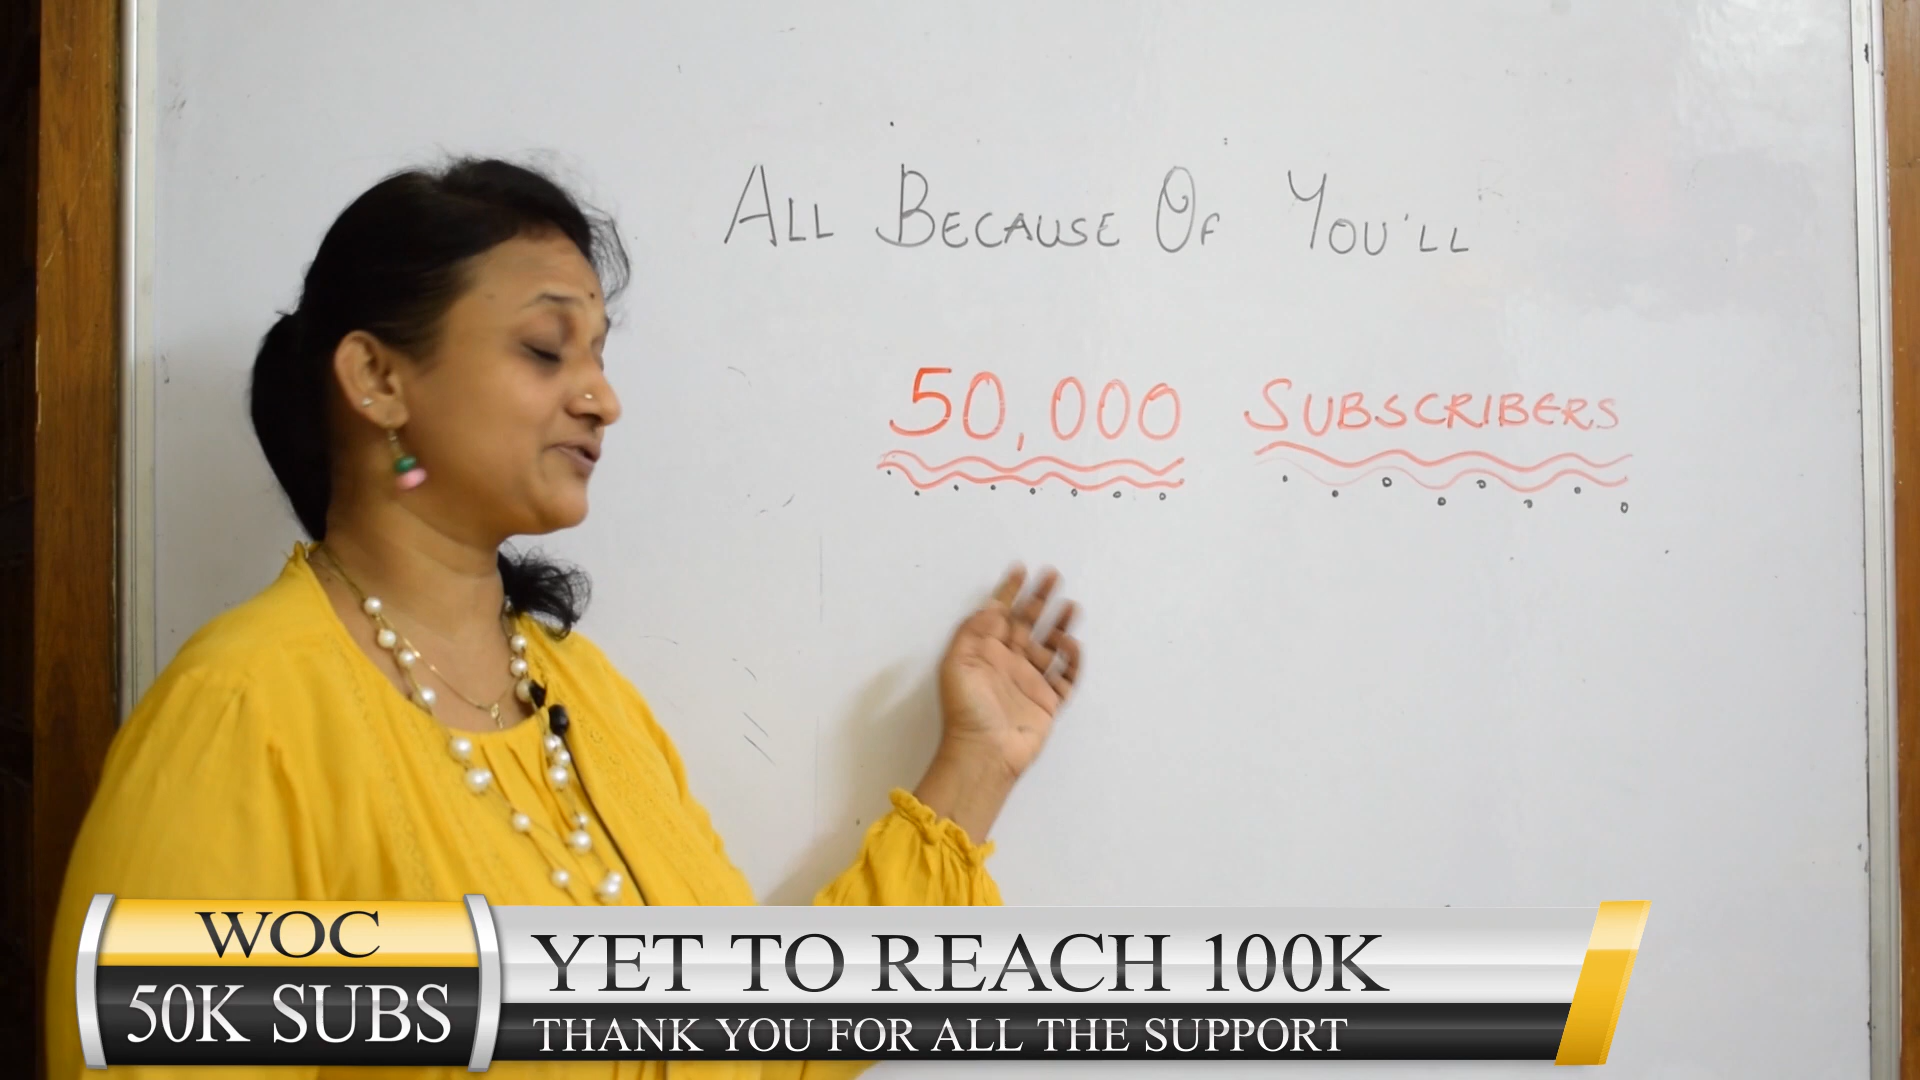 ALL BECAUSE OF YOU'LL
50,000 SUBSCRIBERS
WOC
50K SUBS
YET TO REACH 100K
THANK YOU FOR ALL THE SUPPORT